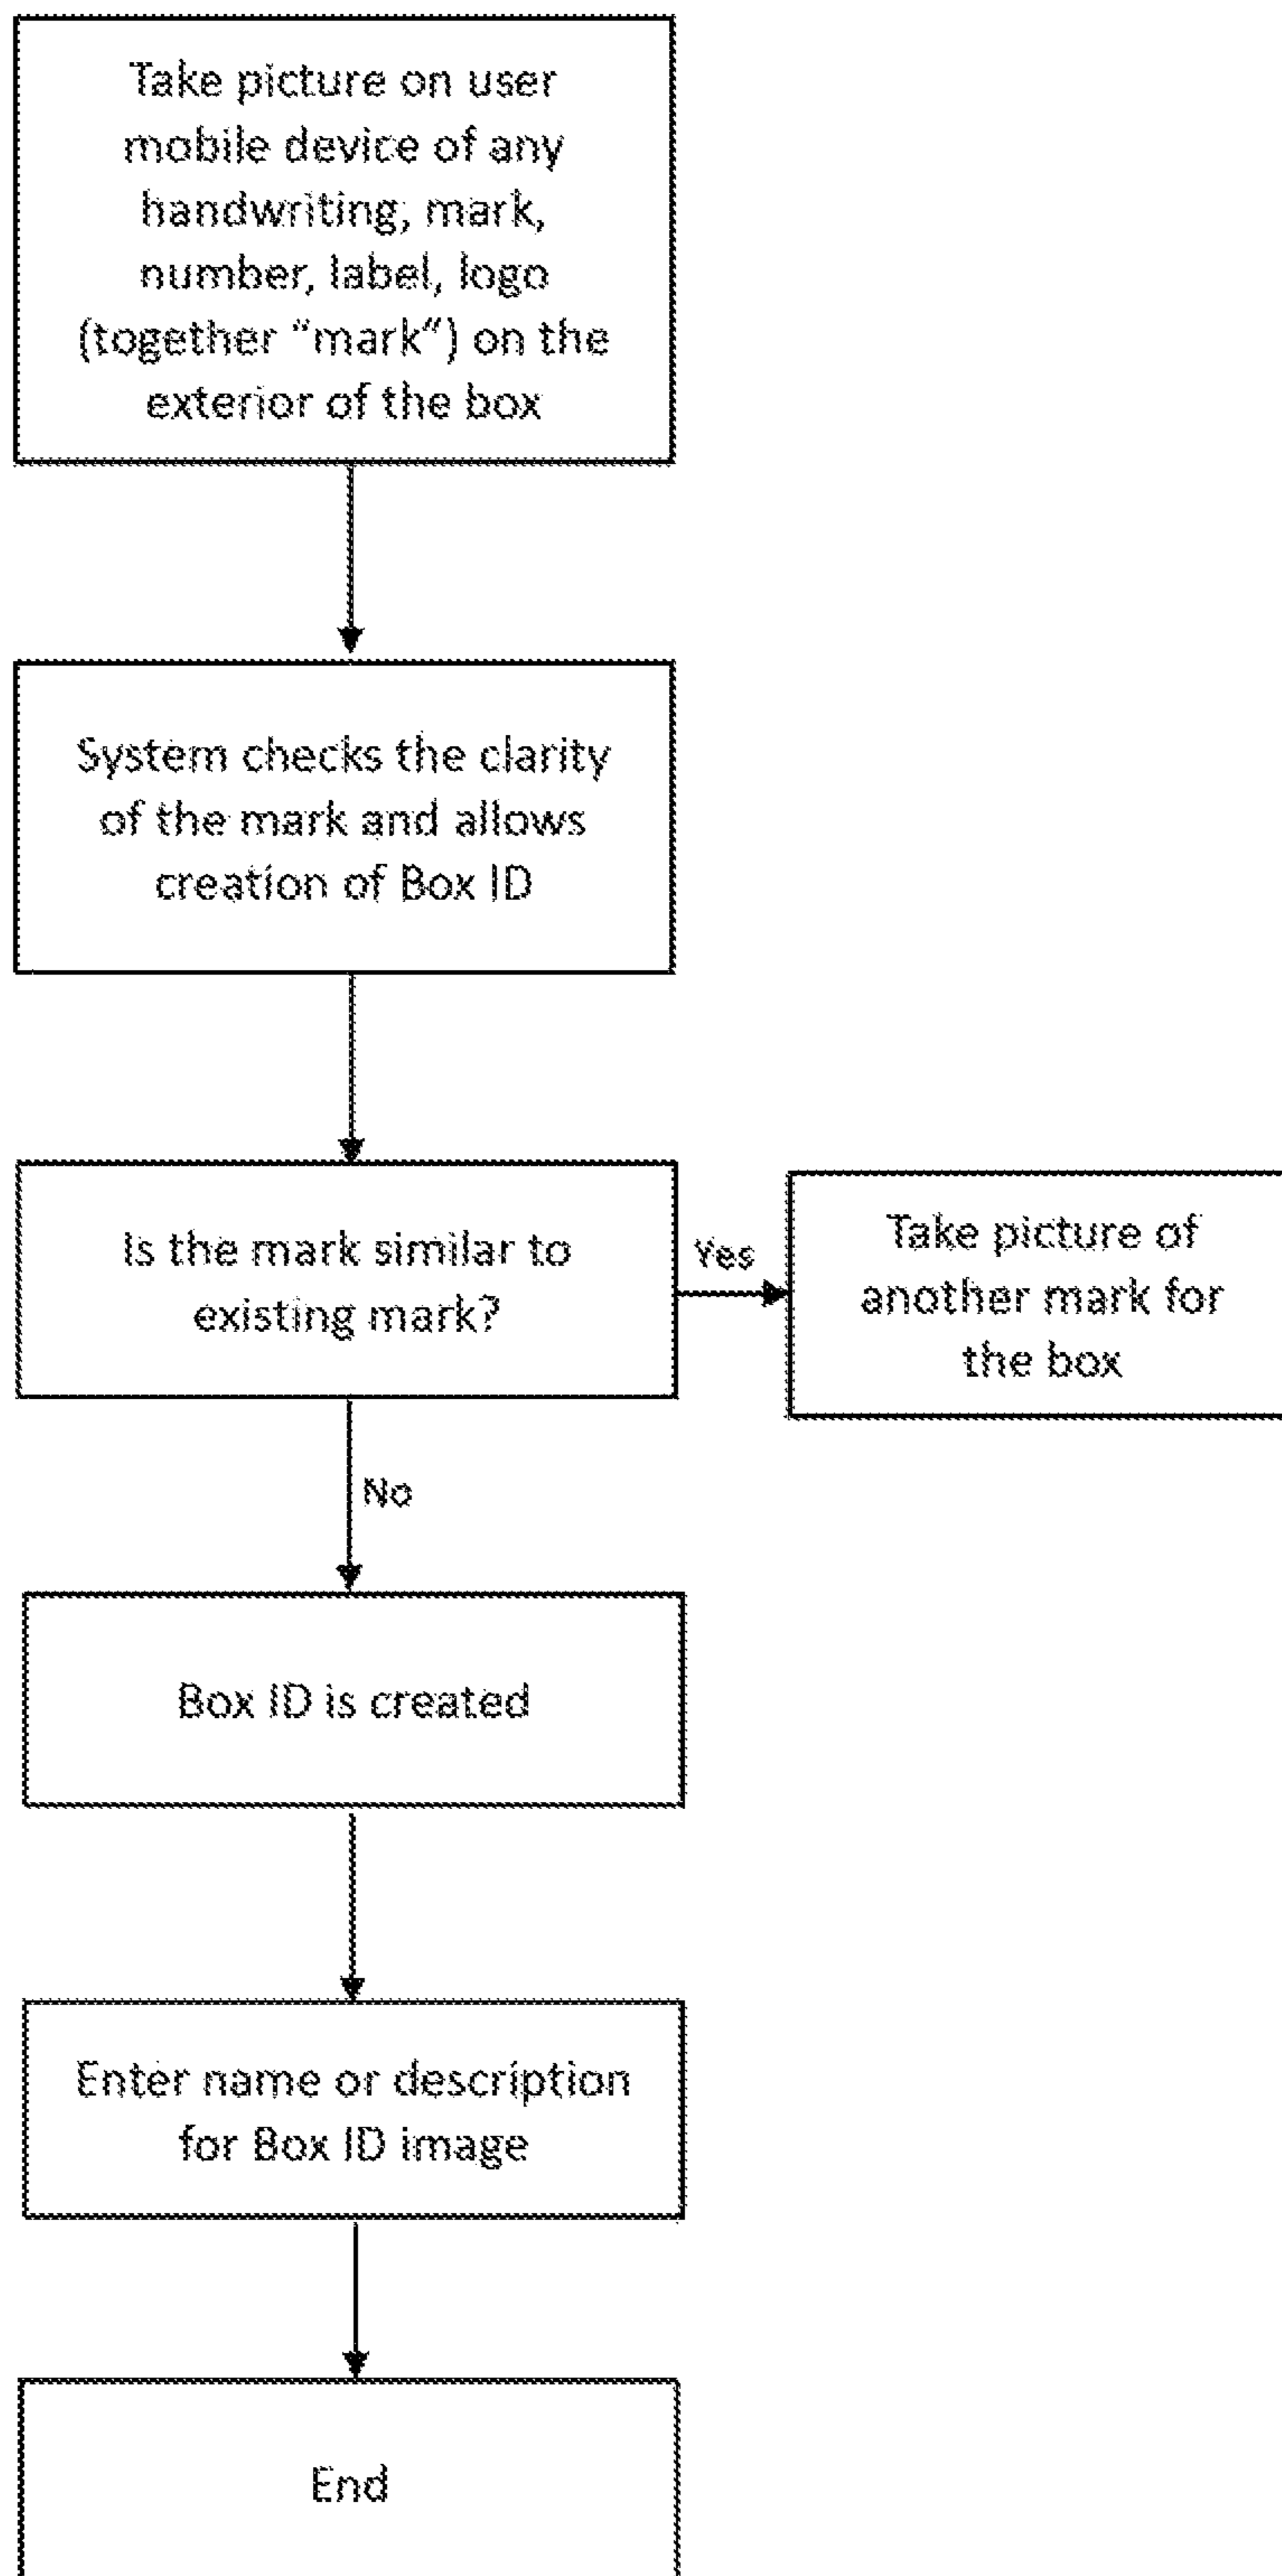 Take picture on user
mobile device of any
handwriting, mark,
number, label, logo
(together “mark”) on the
exterior of the box
System checks the clarity
of the mark and allows
creation of Box ID
Is the mark similar to
existing mark?
Yes
Take picture of
another mark for
the box
No
Box ID is created
Enter name or description
for Box ID image
End